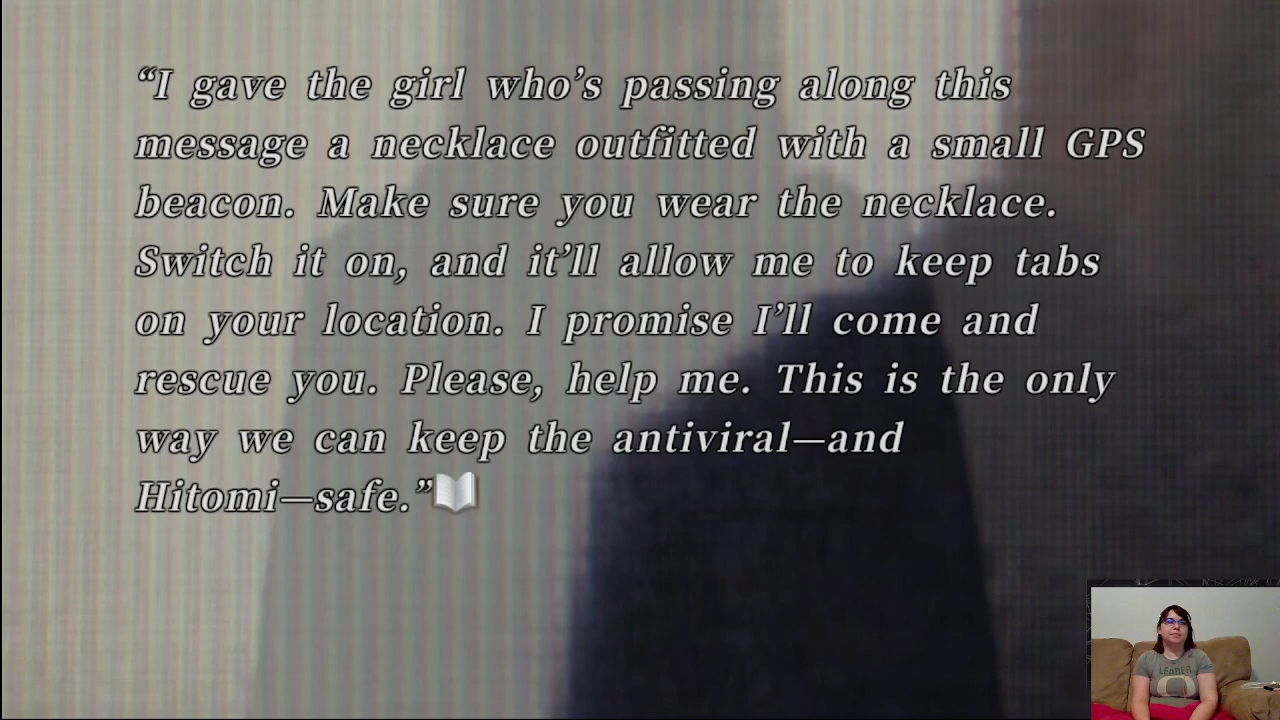 “I gave the girl who’s passing along this
message a necklace outfitted with a small GPS
beacon. Make sure you wear the necklace.
Switch it on, and it’ll allow me to keep tabs
on your location. I promise I’ll come and
rescue you. Please, help me. This is the only
way we can keep the antiviral—and
Hitomi—safe.”
LEADER